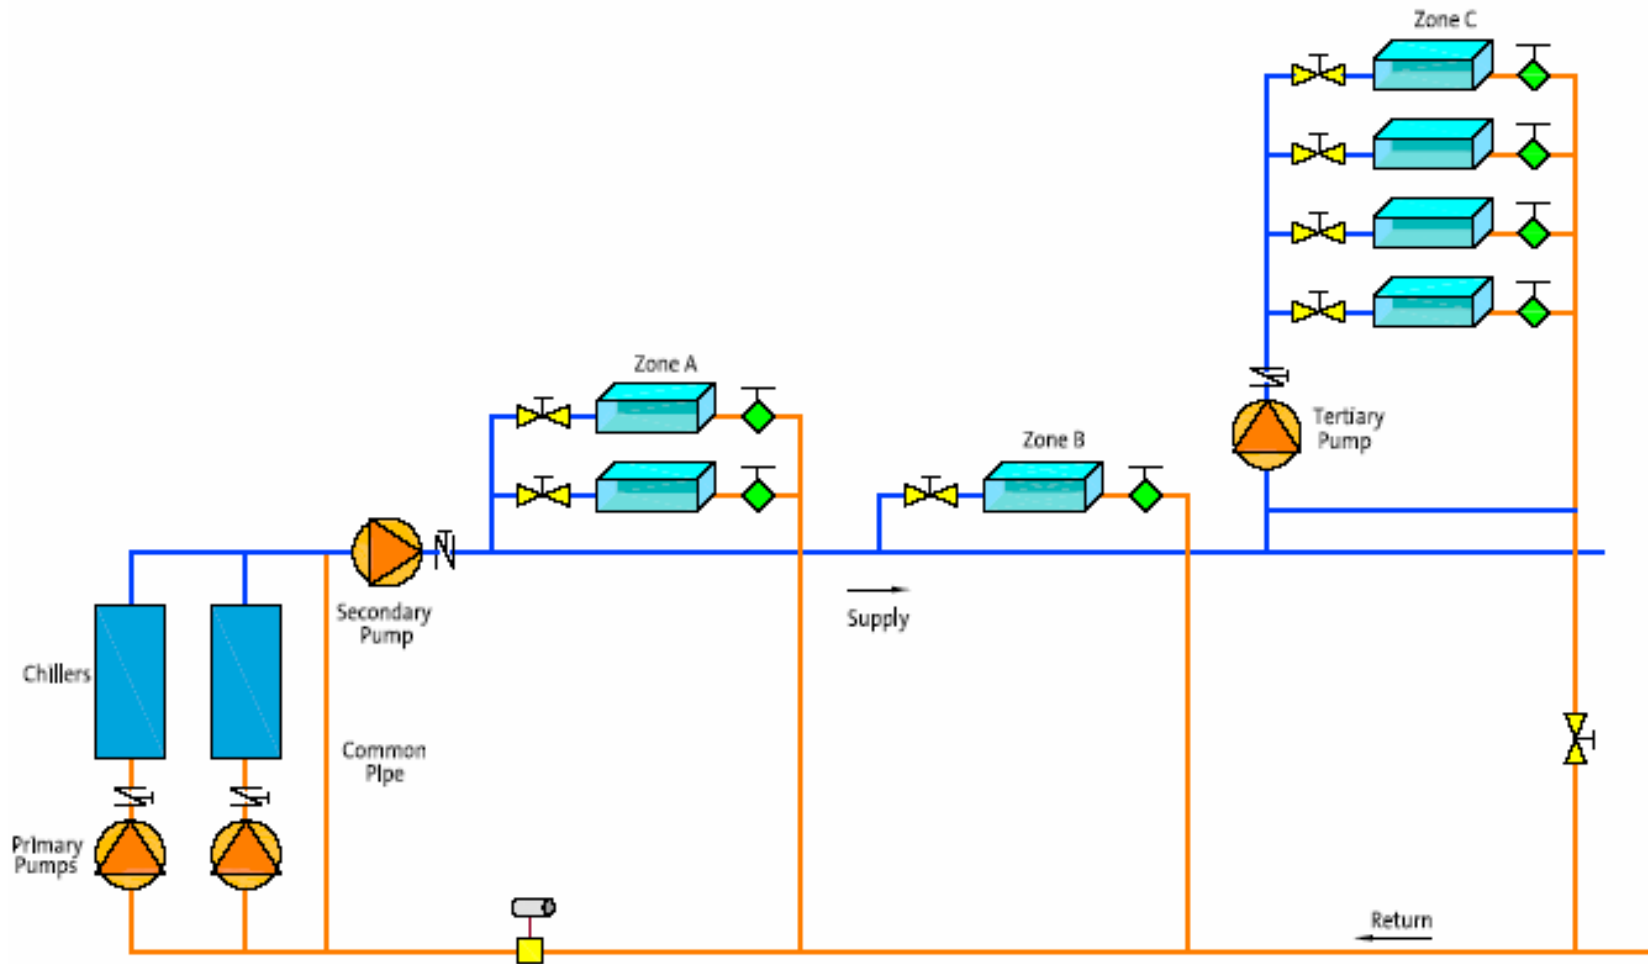 Zone C
Zone A
Zone B
Tertiary
Pump
Secondary
Pump
Supply
Chillers
Common
Pipe
Primary
Pumps
Return